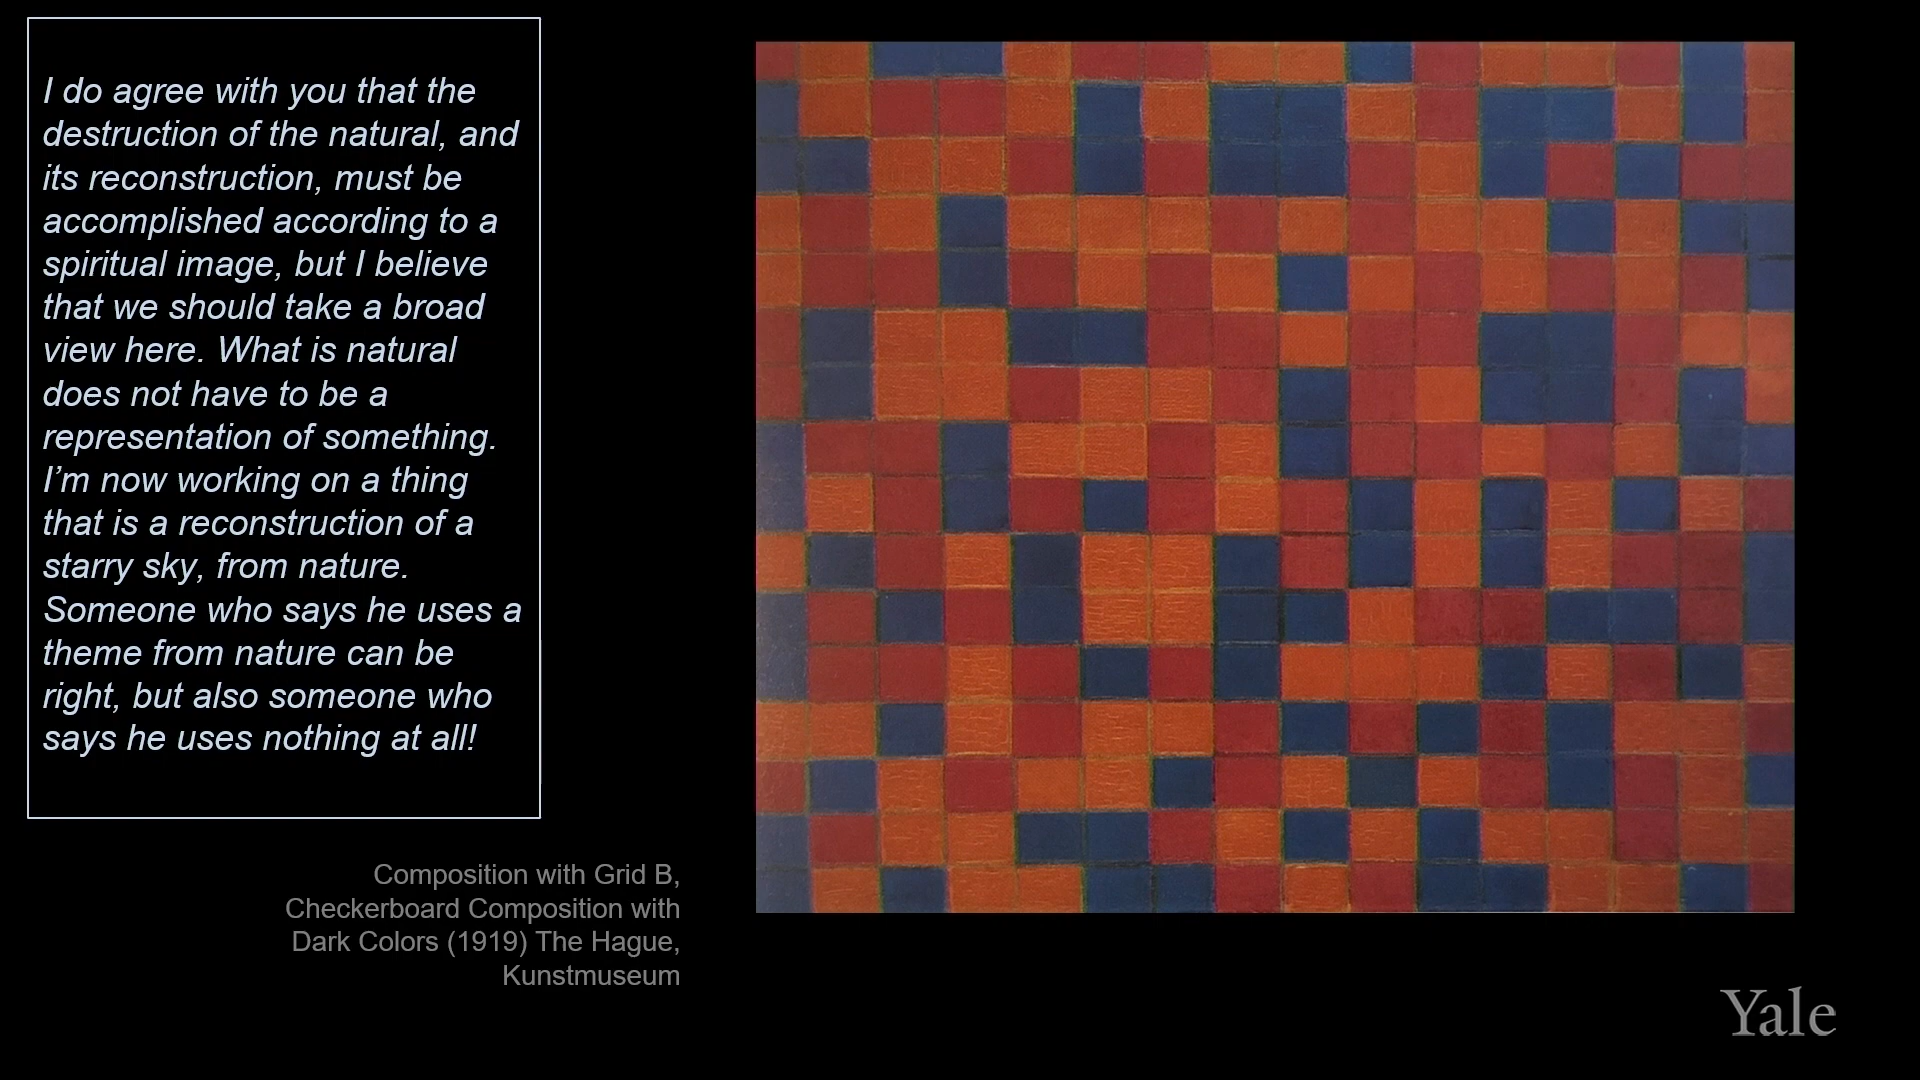 I do agree with you that the
destruction of the natural, and
its reconstruction, must be
accomplished according to a
spiritual image, but I believe
that we should take a broad
view here. What is natural
does not have to be a
representation of something.
I’m now working on a thing
that is a reconstruction of a
starry sky, from nature.
Someone who says he uses a
theme from nature can be
right, but also someone who
says he uses nothing at all!
Composition with Grid B,
Checkerboard Composition with
Dark Colors (1919) The Hague,
Kunstmuseum
Yale